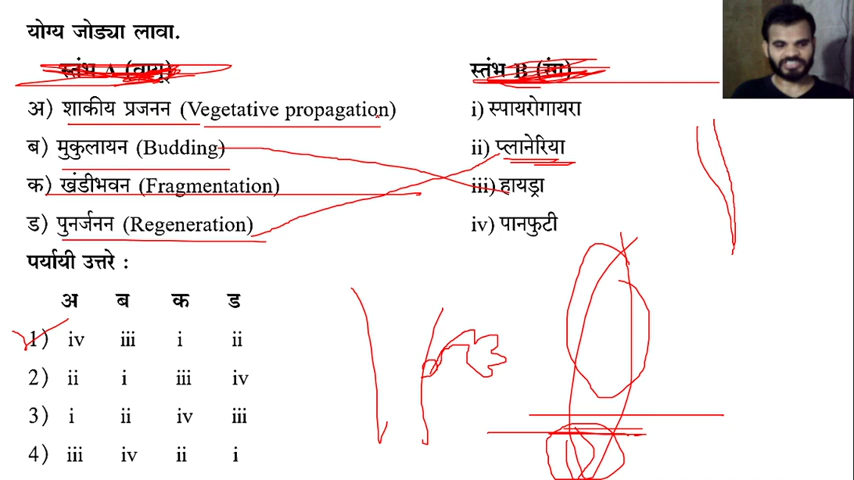 योग्य जोड्या लावा.
स्तंभ A (वायू) स्तंभ B (रंग)
अ) शाकीय प्रजनन (Vegetative propagation) i) स्पायरोगायरा
ब) मुकुलायन (Budding) ii) प्लानेरिया
क) खंडीभवन (Fragmentation) iii) हायड्रा
ड) पुनर्जनन (Regeneration) iv) पानफुटी
पर्यायी उत्तरे :
अ ब क ड
1) iv iii i ii
2) ii i iii iv
3) i ii iv iii
4) iii iv ii i